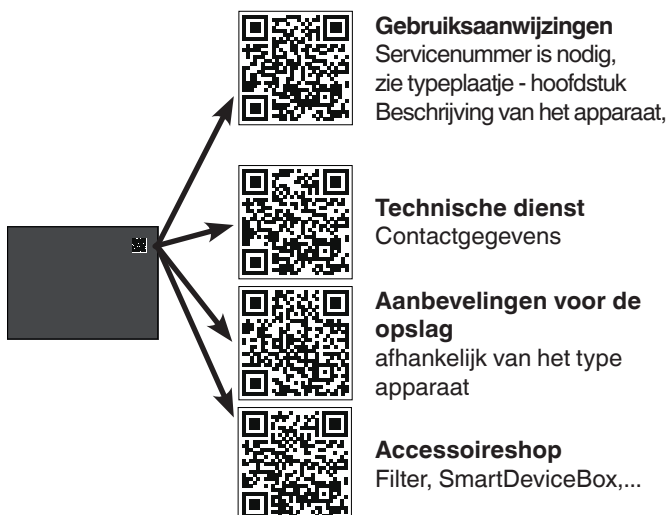 Gebruiksaanwijzingen
Servicenummer is nodig,
zie typeplaatje - hoofdstuk
Beschrijving van het apparaat,
Technische dienst
Contactgegevens
Aanbevelingen voor de
opslag
afhankelijk van het type
apparaat
Accessoireshop
Filter, SmartDeviceBox,...